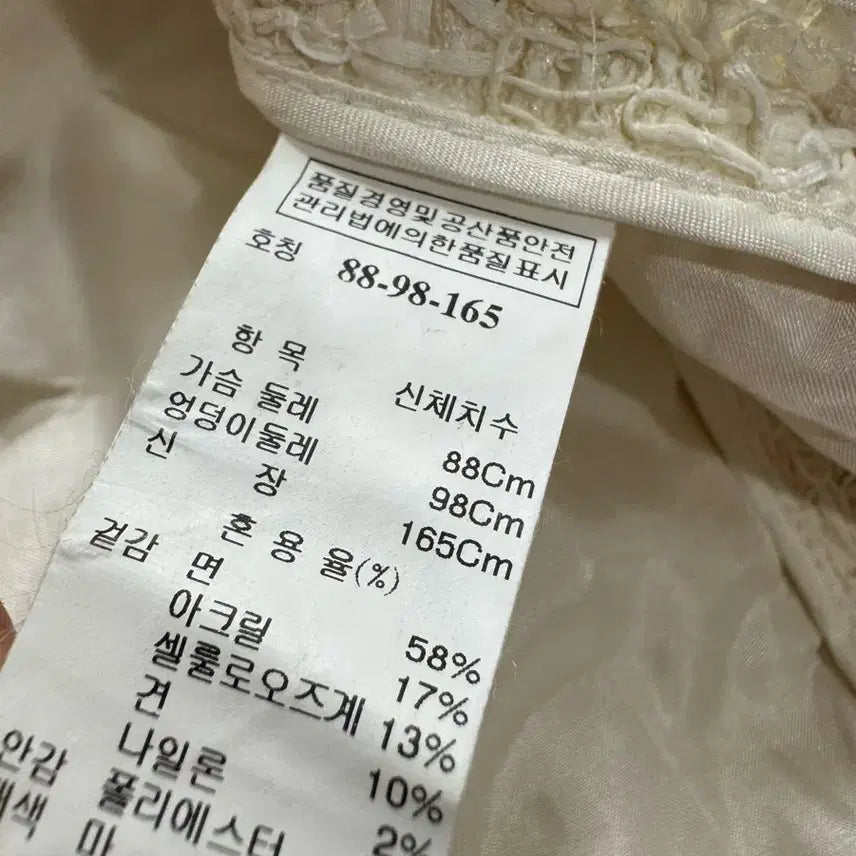 품질경영및 공산품안전
관리법에의한품질표시
호칭 88-98-165
항 목 신체치수
가슴 둘레 88Cm
엉덩이둘레 98Cm
신 장 165Cm
혼 용 율(%)
겉감 면 58%
아크릴 17%
셀룰로오즈계 13%
견 10%
나일론 2%
안감 폴리에스터
배색 마